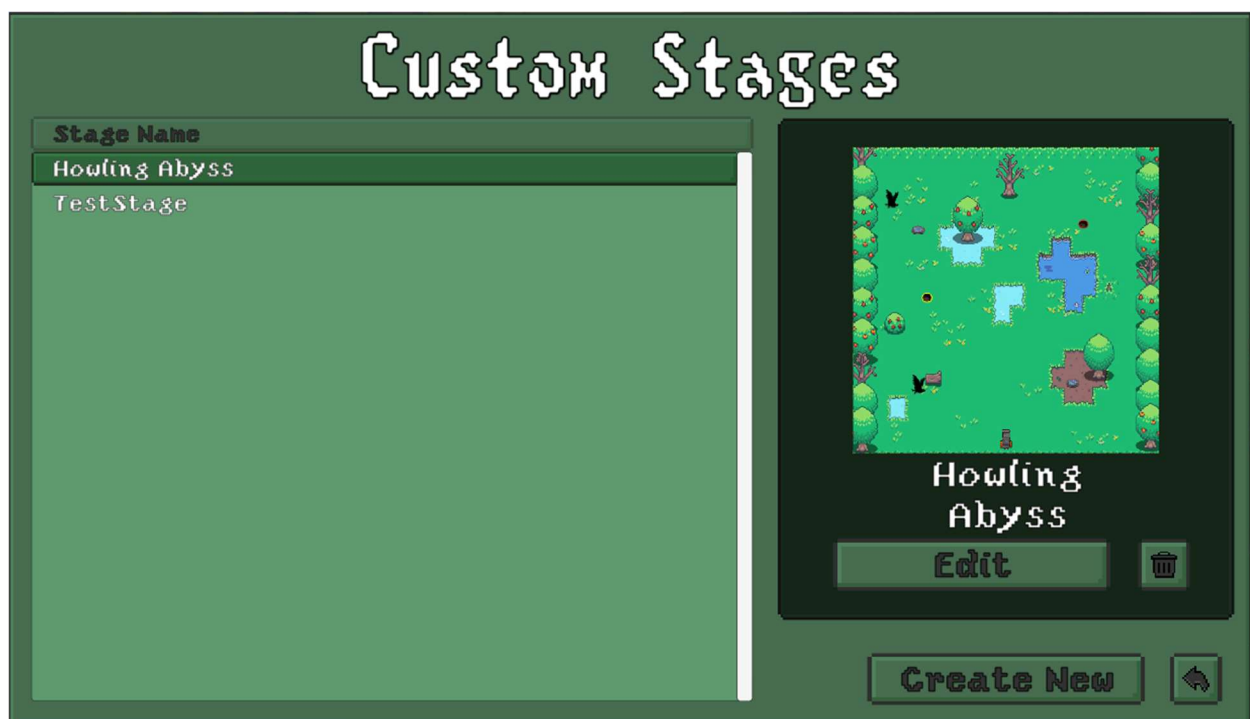 Custom Stages
Stage Name
Howling Abyss
TestStage
Howling
Abyss
Edit
Create New